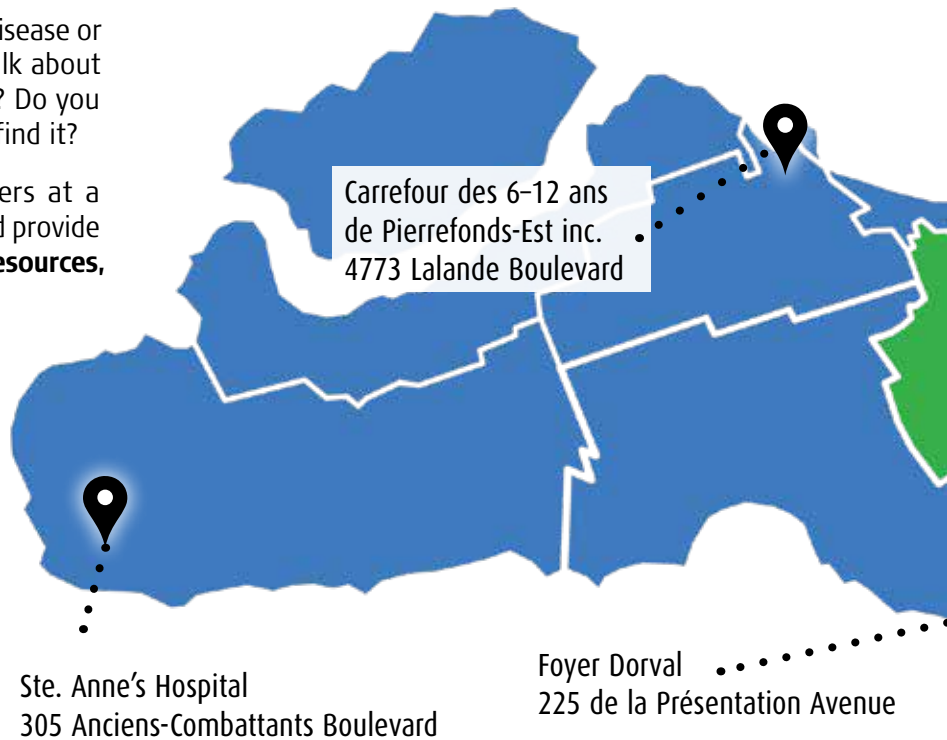 isease or
lk about
? Do you
find it?
ers at a
d provide
esources,
Carrefour des 6–12 ans
de Pierrefonds-Est inc.
4773 Lalande Boulevard
Ste. Anne's Hospital
305 Anciens-Combattants Boulevard
Foyer Dorval
225 de la Présentation Avenue